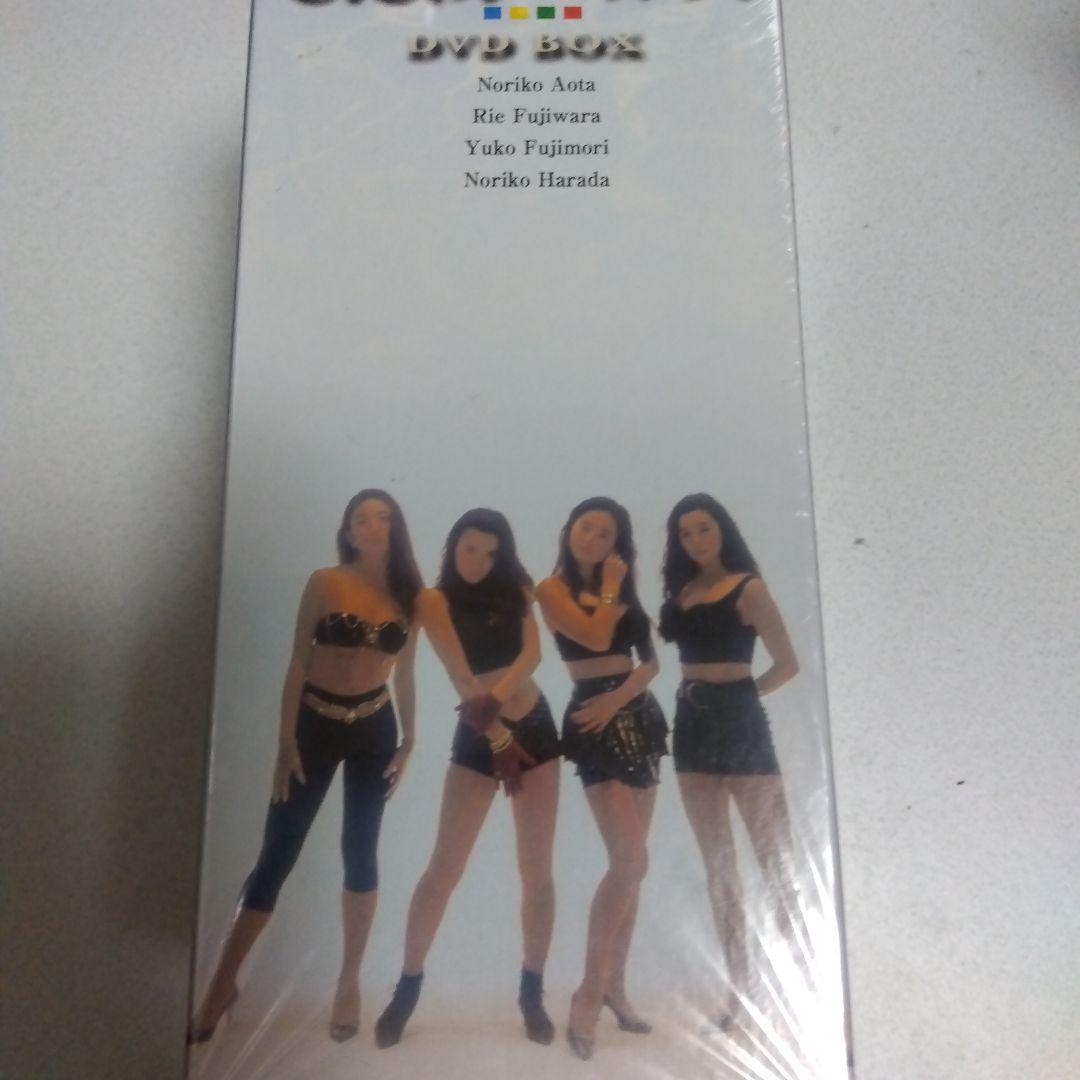 DVD BOX
Noriko Aota
Rie Fujiwara
Yuko Fujimori
Noriko Harada